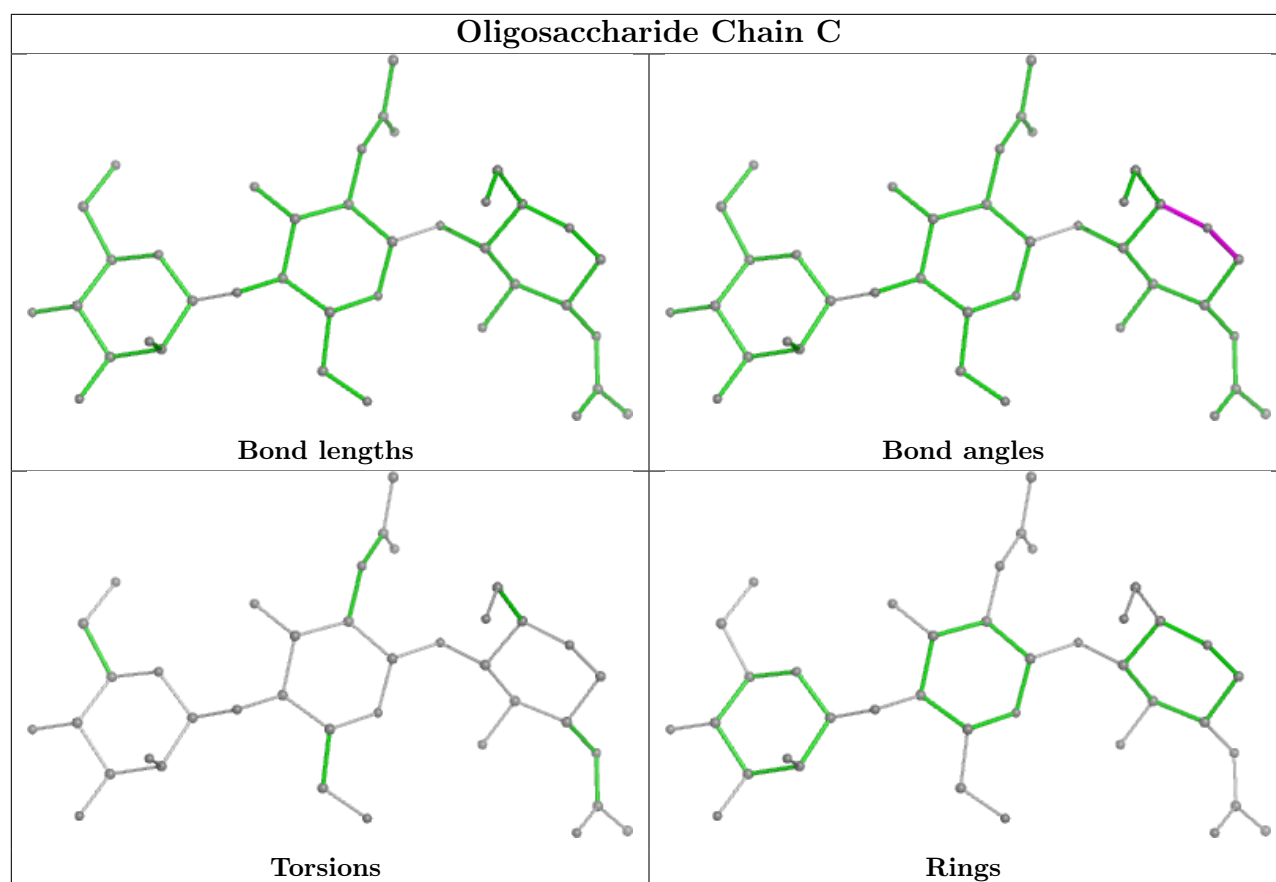 Oligosaccharide Chain C
Bond lengths
Bond angles
Torsions
Rings